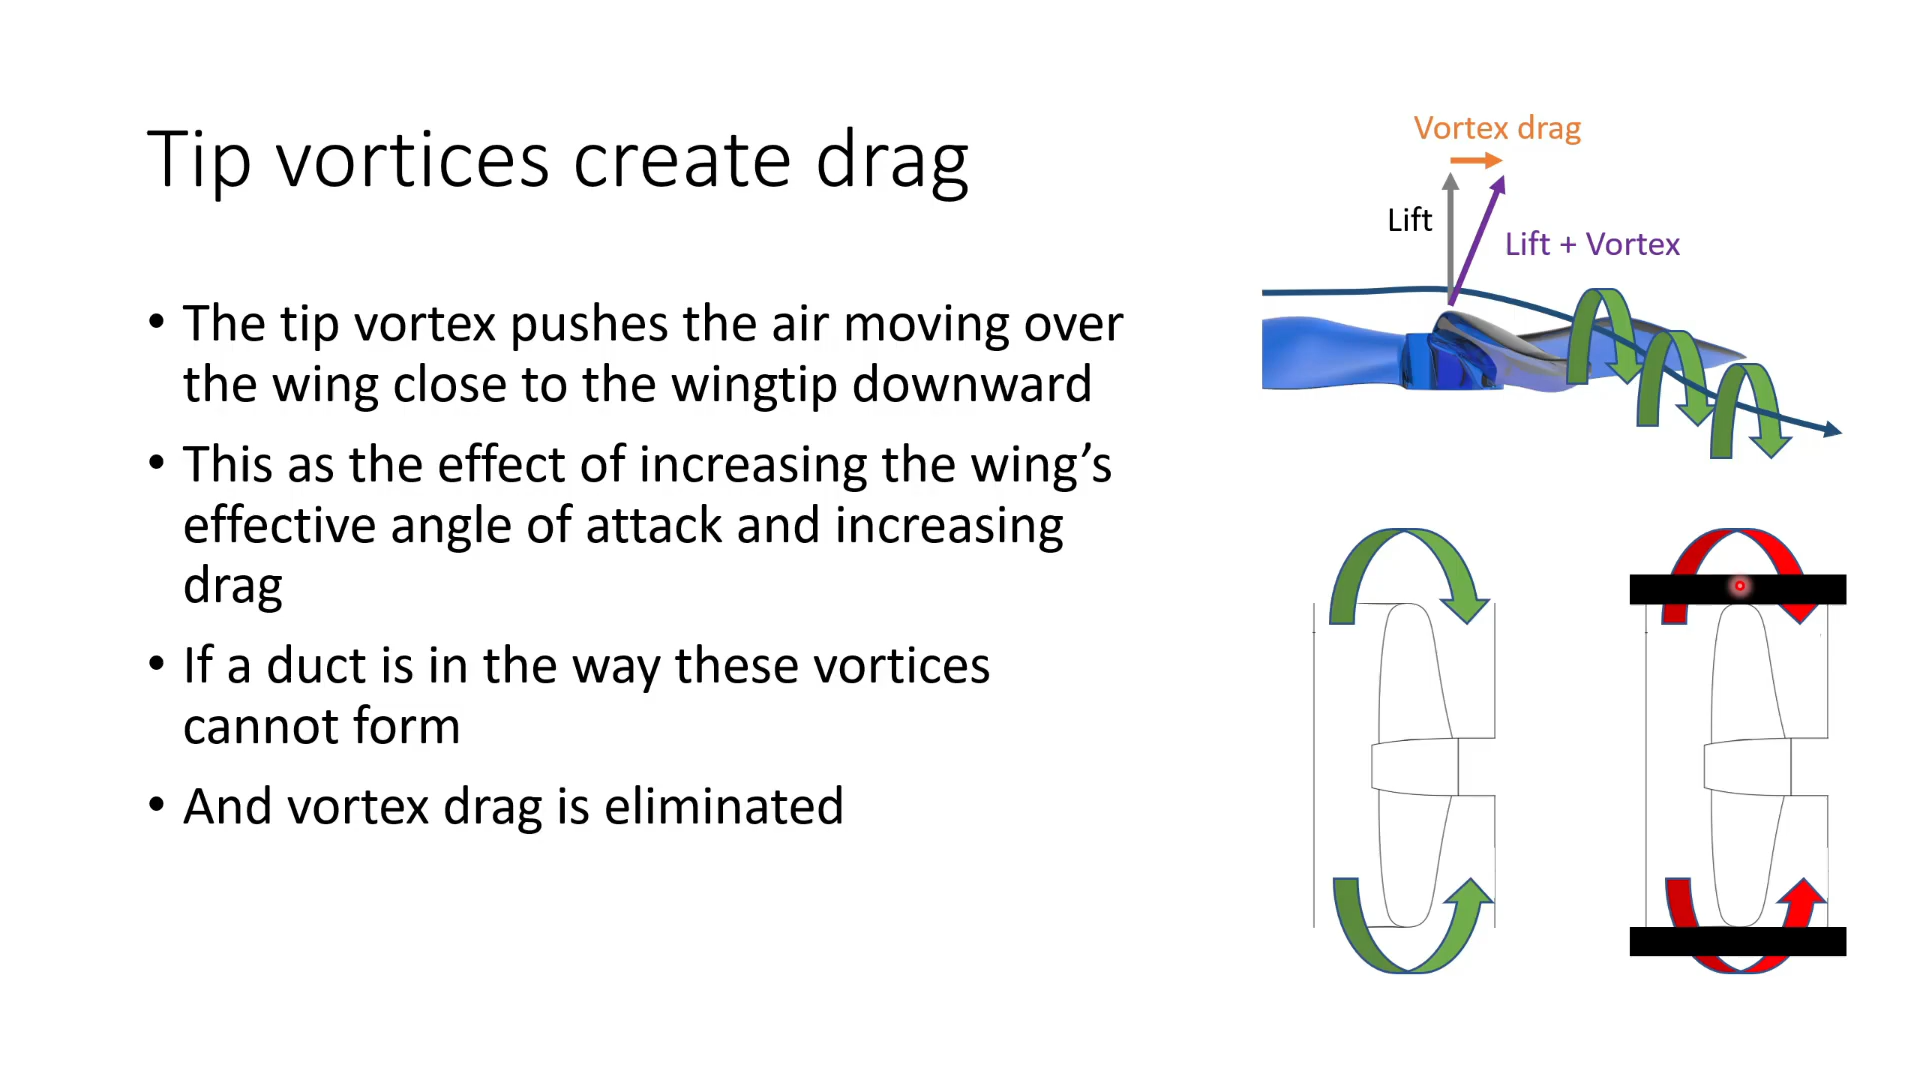 Tip vortices create drag
• The tip vortex pushes the air moving over
the wing close to the wingtip downward
• This as the effect of increasing the wing’s
effective angle of attack and increasing
drag
• If a duct is in the way these vortices
cannot form
• And vortex drag is eliminated
Vortex drag
Lift
Lift + Vortex